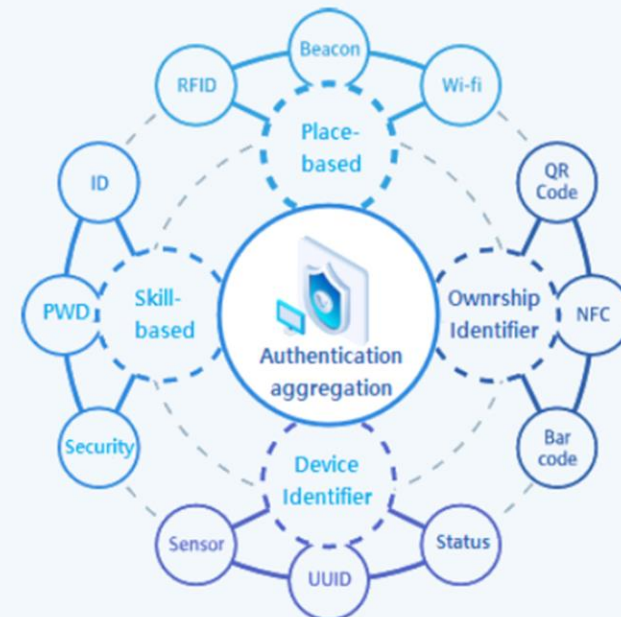 Beacon
RFID
Wi-fi
Place-
based
ID
QR
Code
PWD
Skill-
based
Authentication
aggregation
Ownrship
Identifier
NFC
Security
Bar
code
Device
Identifier
Sensor
Status
UUID